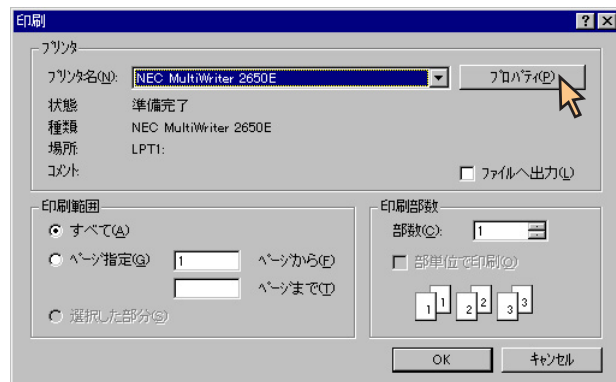 印刷
プリンタ
プリンタ名(N): NEC MultiWriter 2650E プロパティ(P)
状態 準備完了
種類 NEC MultiWriter 2650E
場所: LPT1:
コメント:
ファイルへ出力(L)
印刷範囲
すべて(A)
ページ指定(G) 1 ページから(F)
ページまで(T)
選択した部分(S)
印刷部数
部数(C): 1
部単位で印刷(O)
1 1 2 2 3 3
OK キャンセル